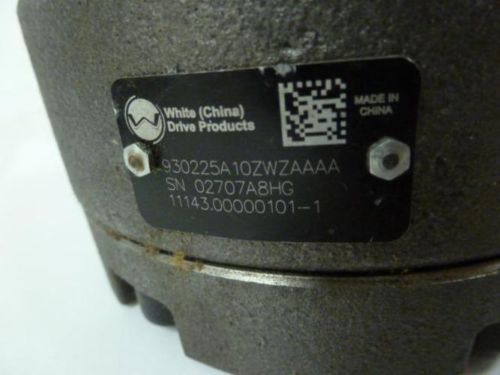 White (China)
Drive Products
MADE IN
CHINA
930225A10ZWZAAAA
SN 02707A8HG
11143.00000101-1